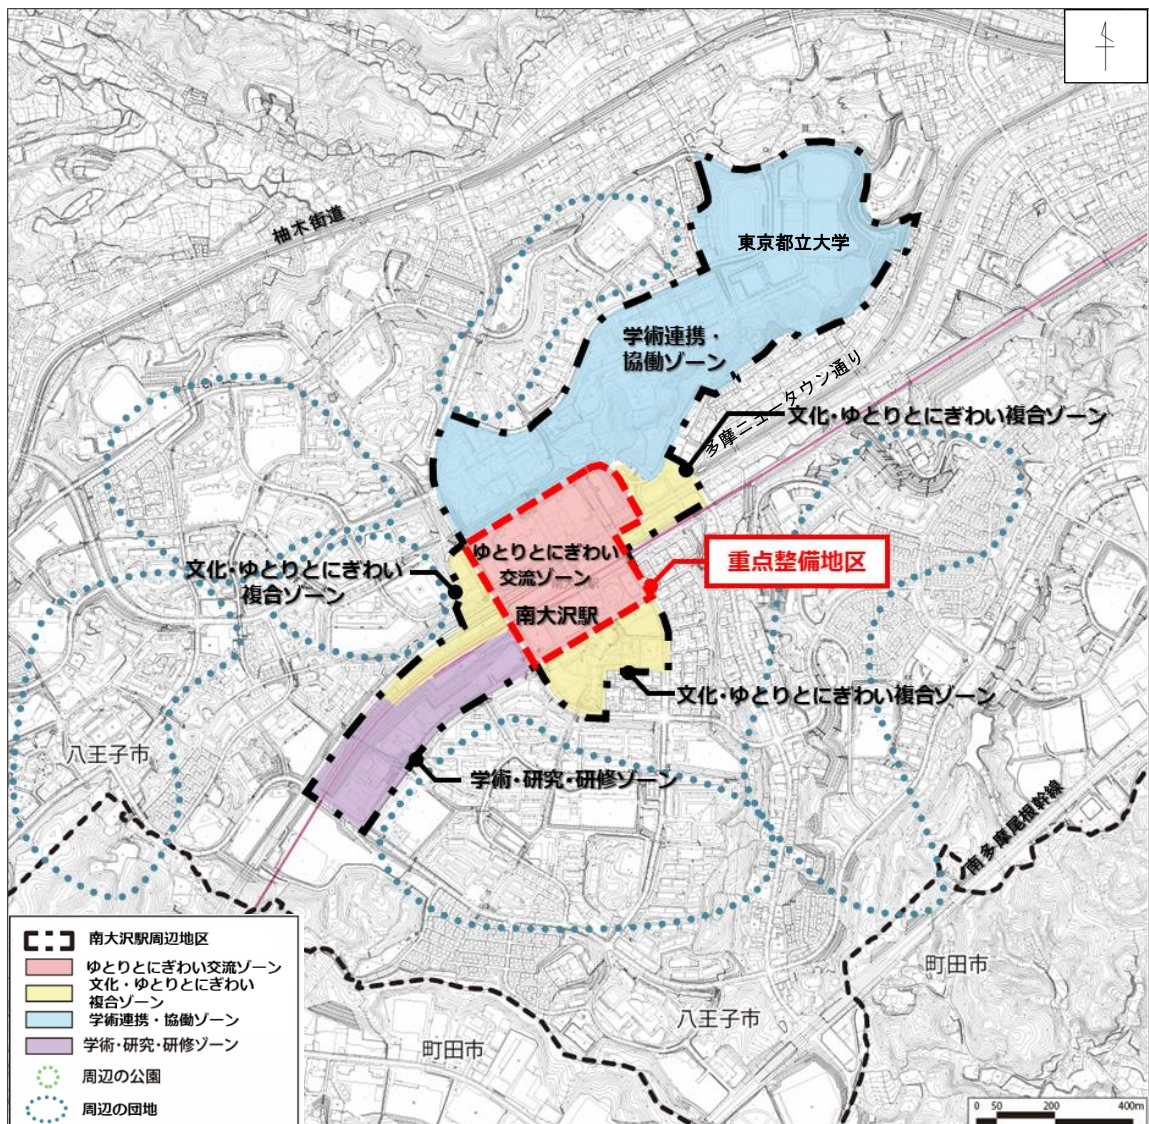 柚木街道
東京都立大学
学術連携・
協働ゾーン
多摩ニュータウン通り
文化・ゆとりとにぎわい複合ゾーン
ゆとりとにぎわい
交流ゾーン
重点整備地区
文化・ゆとりとにぎわい
複合ゾーン
南大沢駅
文化・ゆとりとにぎわい複合ゾーン
八王子市
学術・研究・研修ゾーン
南多摩尾根幹線
南大沢駅周辺地区
ゆとりとにぎわい交流ゾーン
文化・ゆとりとにぎわい
複合ゾーン
学術連携・協働ゾーン
学術・研究・研修ゾーン
周辺の公園
周辺の団地
町田市
八王子市
町田市
0 50 200 400m